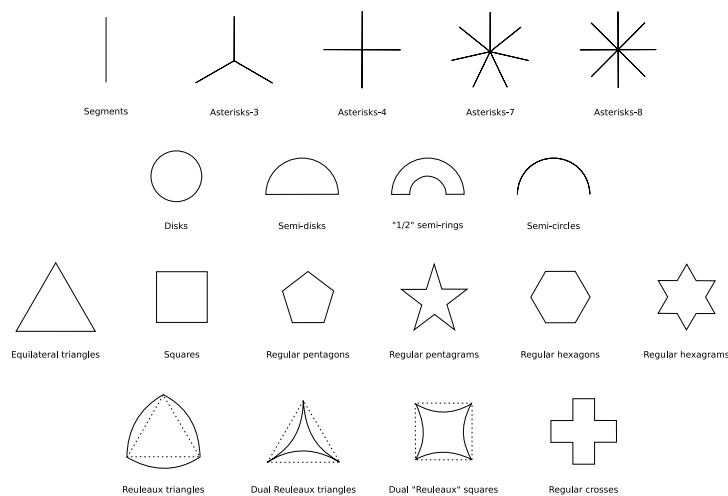 Segments Asterisks-3 Asterisks-4 Asterisks-7 Asterisks-8
Disks Semi-disks "1/2" semi-rings Semi-circles
Equilateral triangles Squares Regular pentagons Regular pentagrams Regular hexagons Regular hexagrams
Reuleaux triangles Dual Reuleaux triangles Dual "Reuleaux" squares Regular crosses